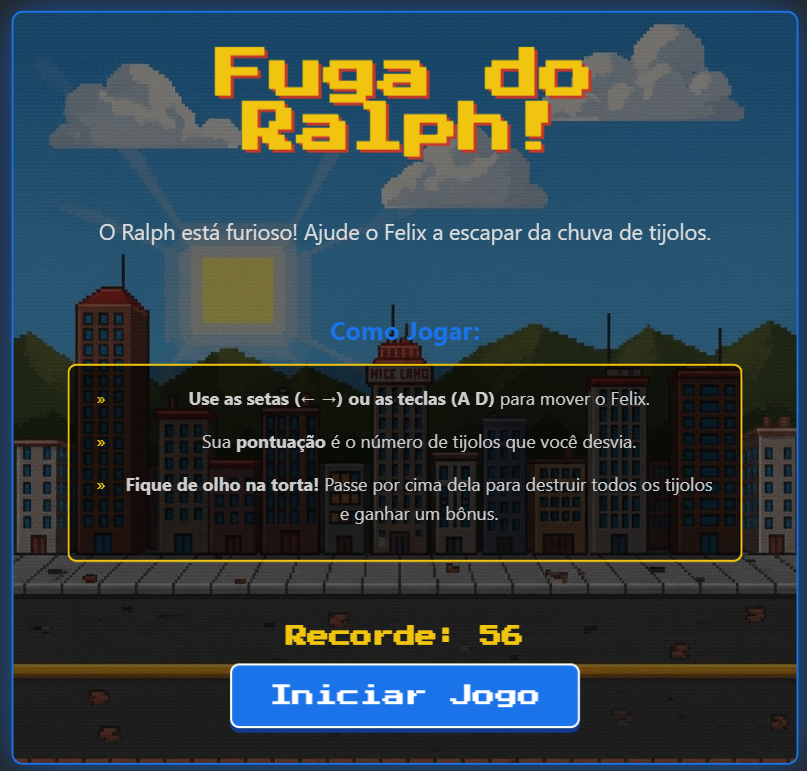 Fuga do
Ralph!
O Ralph está furioso! Ajude o Felix a escapar da chuva de tijolos.
Como Jogar:
NICE LAND
» Use as setas (← →) ou as teclas (A D) para mover o Felix.
» Sua pontuação é o número de tijolos que você desvia.
» Fique de olho na torta! Passe por cima dela para destruir todos os tijolos
e ganhar um bônus.
Recorde: 56
Iniciar Jogo